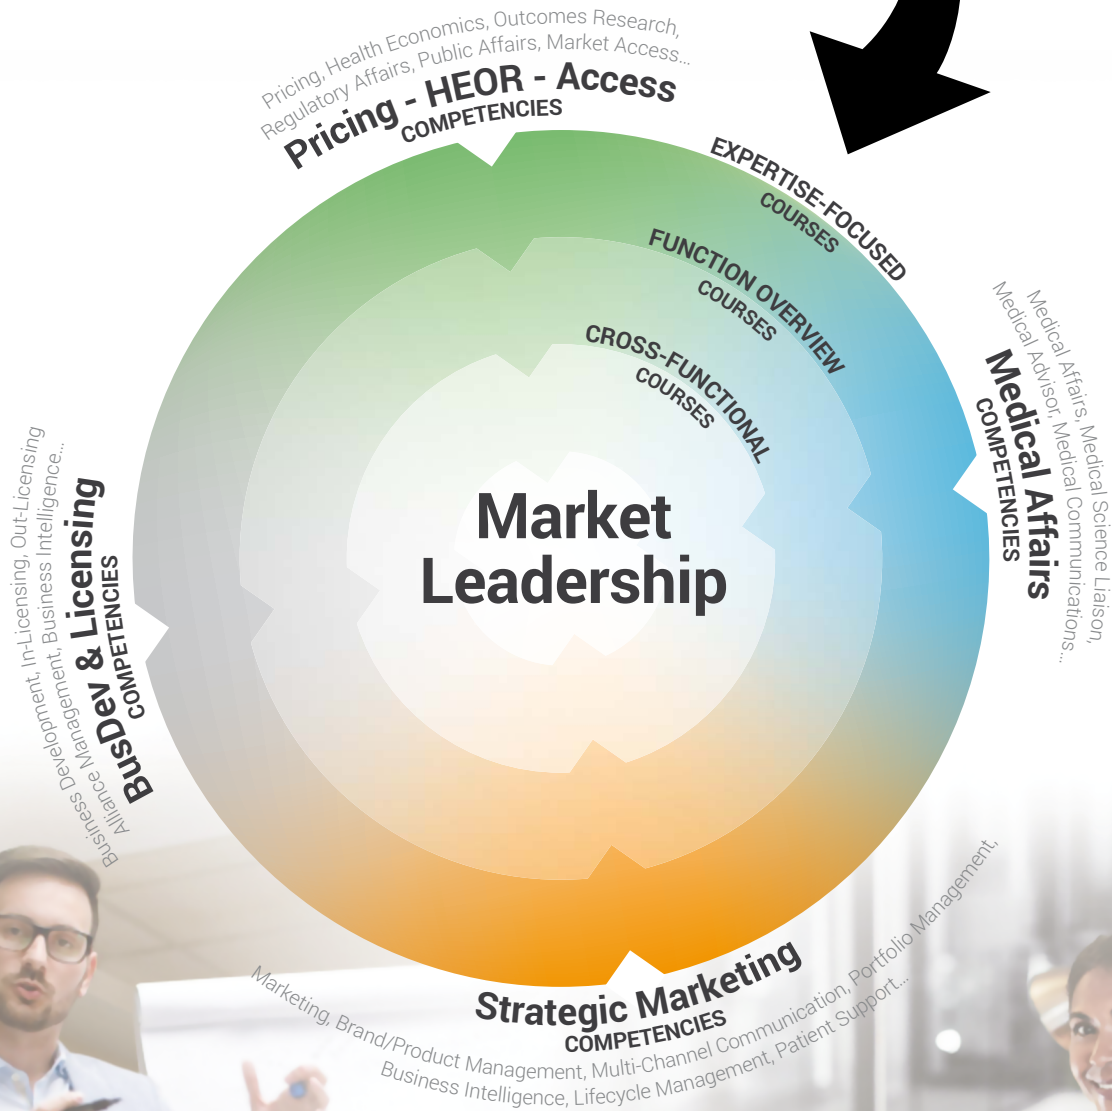 Pricing, Health Economics, Outcomes Research,
Regulatory Affairs, Public Affairs, Market Access...
Pricing - HEOR - Access
COMPETENCIES
EXPERTISE-FOCUSED
COURSES
FUNCTION OVERVIEW
COURSES
CROSS-FUNCTIONAL
COURSES
Medical Affairs, Medical Science Liaison,
Medical Advisor, Medical Communications...
Medical Affairs
COMPETENCIES
Market
Leadership
Business Development, In-Licensing, Out-Licensing
Alliance Management, Business Intelligence...
BusDev & Licensing
COMPETENCIES
Strategic Marketing
COMPETENCIES
Marketing, Brand/Product Management, Multi-Channel Communication, Portfolio Management,
Business Intelligence, Lifecycle Management, Patient Support...